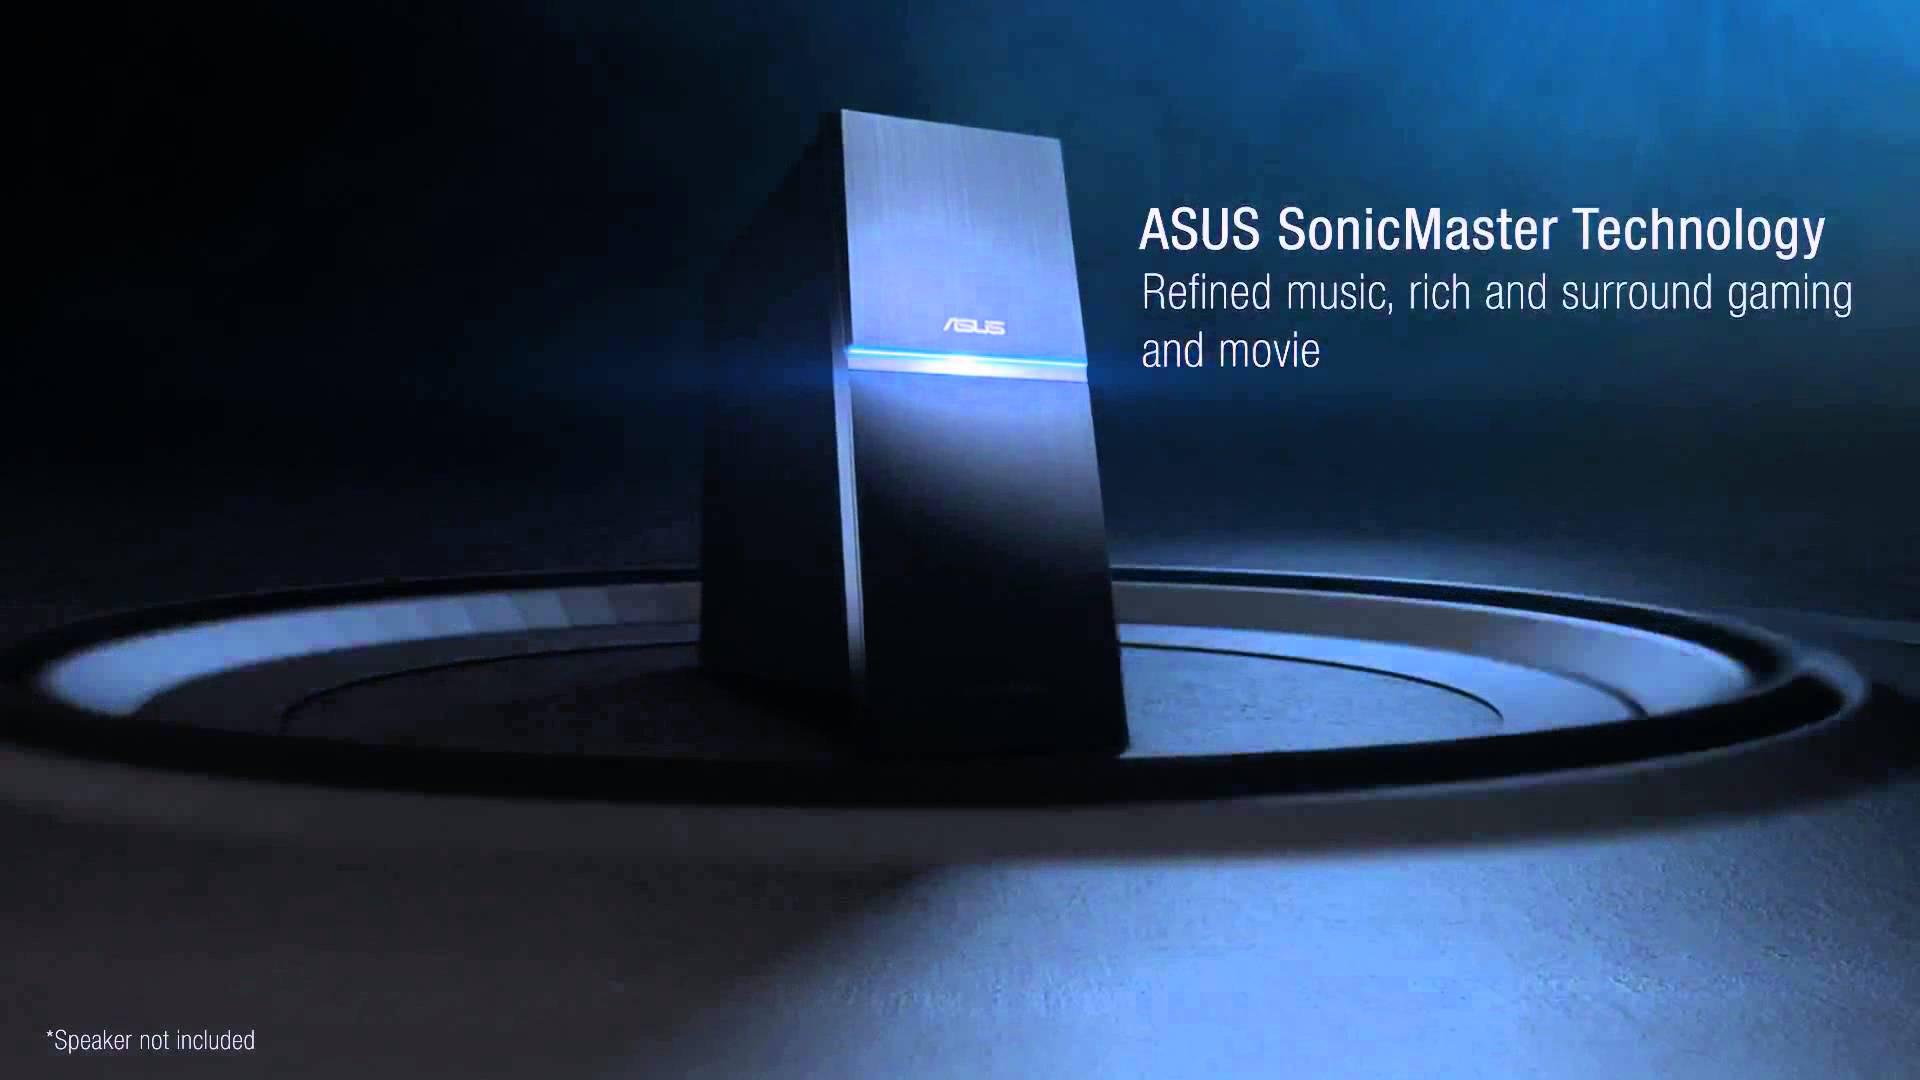 ASUS SonicMaster Technology
Refined music, rich and surround gaming
and movie
ASUS
*Speaker not included